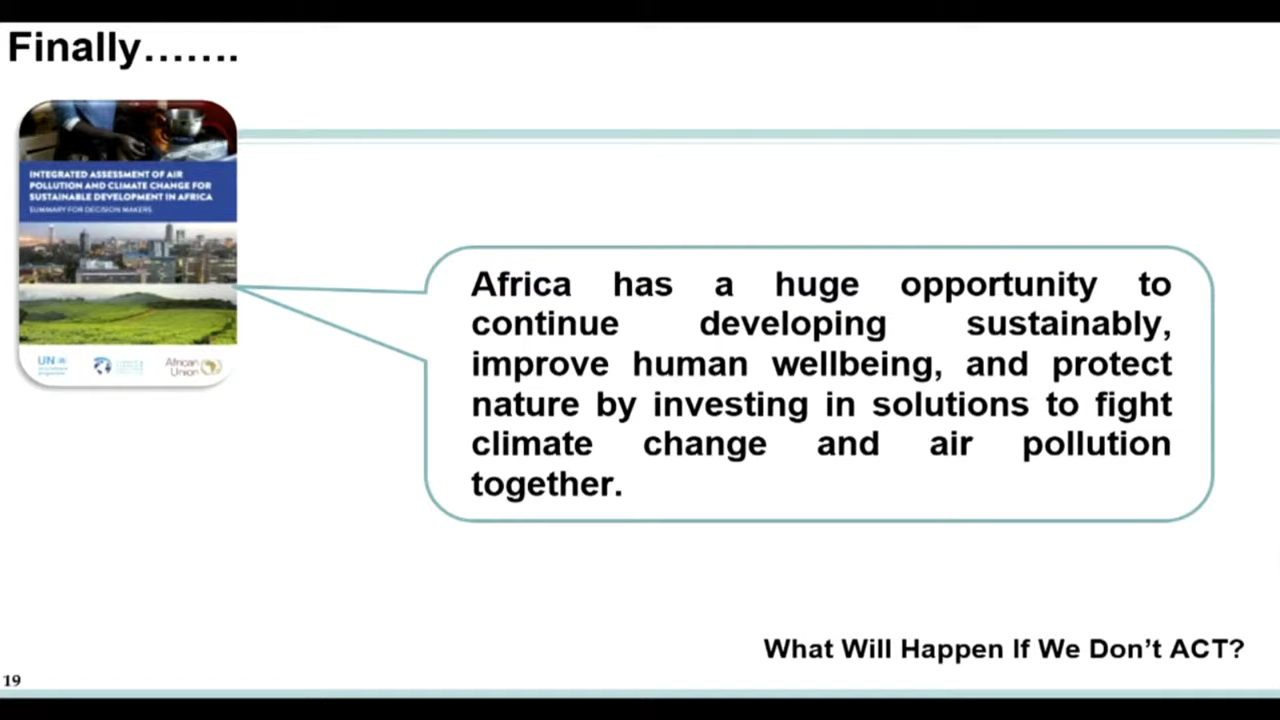 Finally…….
INTEGRATED ASSESSMENT OF AIR
POLLUTION AND CLIMATE CHANGE FOR
SUSTAINABLE DEVELOPMENT IN AFRICA
SUMMARY FOR DECISION MAKERS
UN
African
Union
Africa has a huge opportunity to
continue developing sustainably,
improve human wellbeing, and protect
nature by investing in solutions to fight
climate change and air pollution
together.
What Will Happen If We Don’t ACT?
19